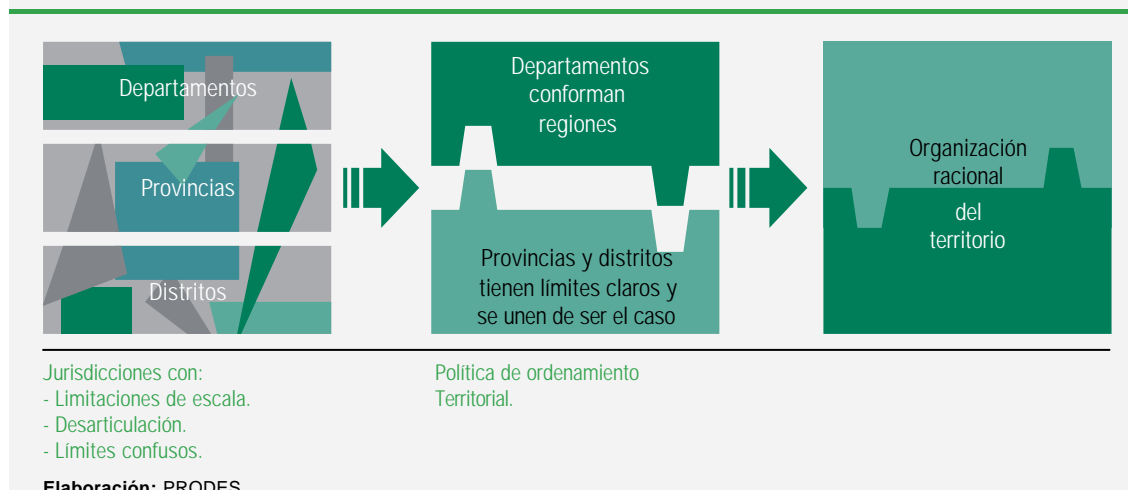 Departamentos
Provincias
Distritos
Departamentos
conforman
regiones
Provincias y distritos
tienen límites claros y
se unen de ser el caso
Organización
racional
del
territorio
Jurisdicciones con:
- Limitaciones de escala.
- Desarticulación.
- Límites confusos.
Política de ordenamiento
Territorial.
Elaboración: PRODES